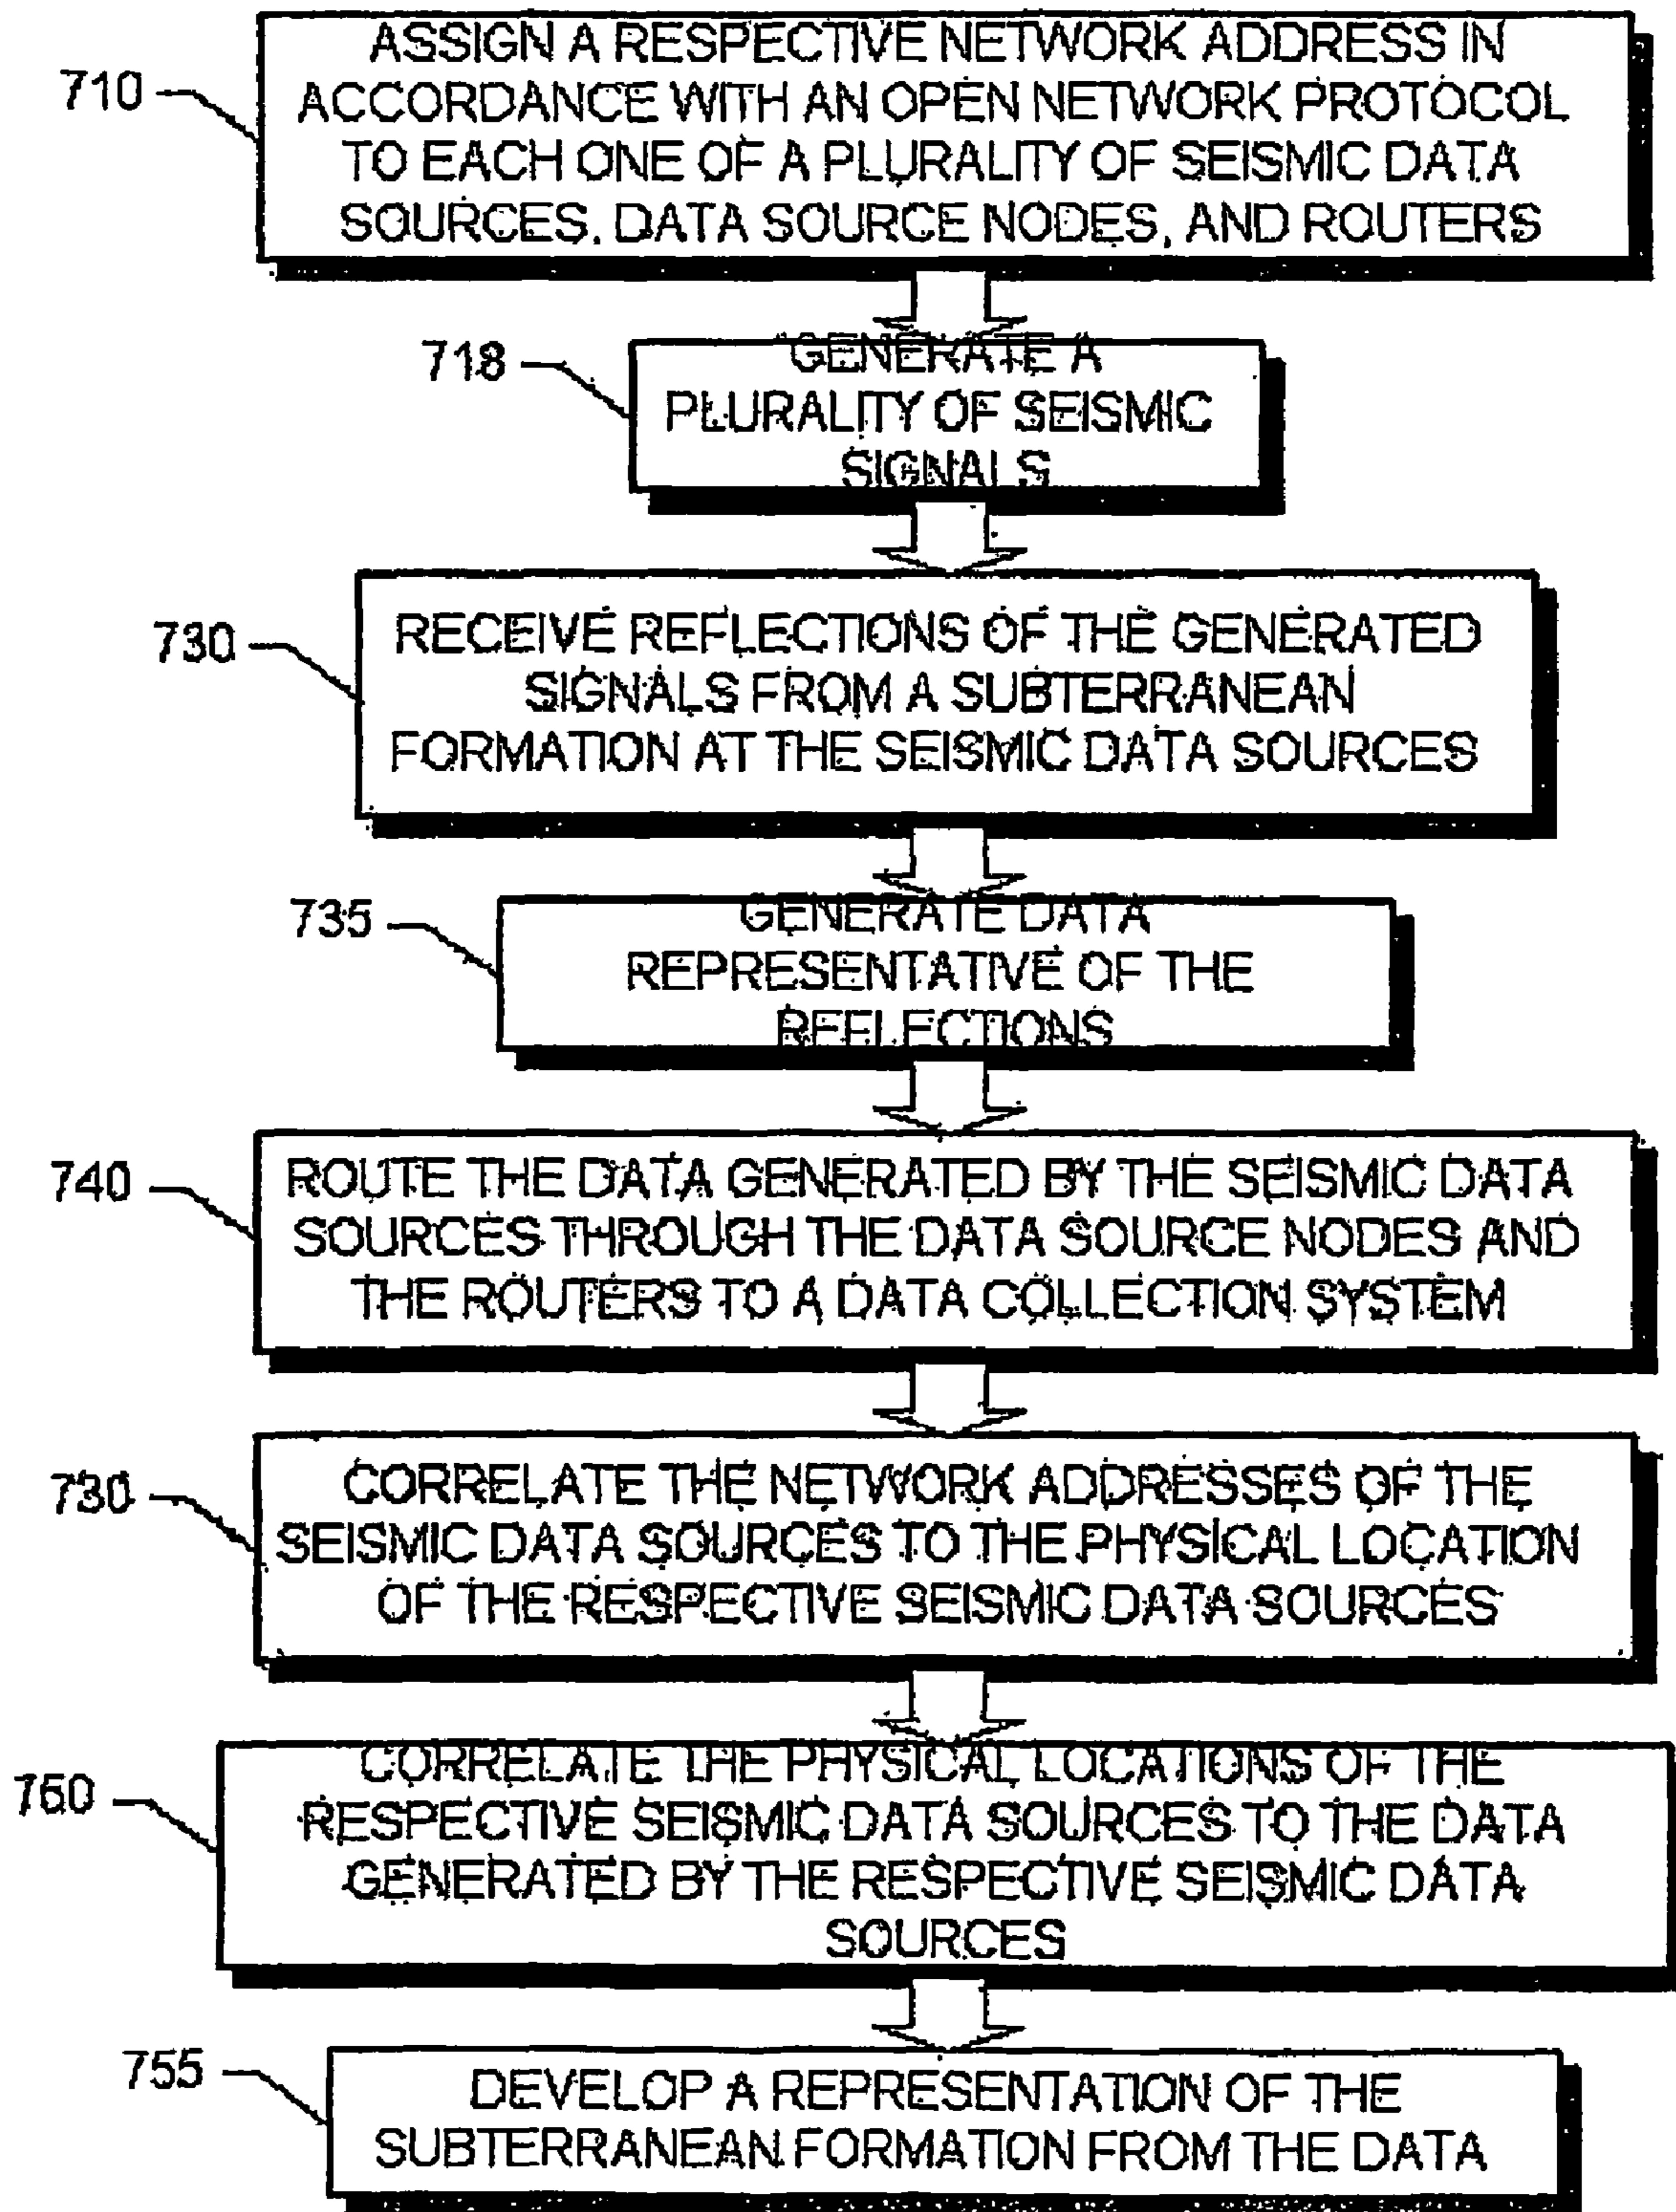 710
ASSIGN A RESPECTIVE NETWORK ADDRESS IN
ACCORDANCE WITH AN OPEN NETWORK PROTOCOL
TO EACH ONE OF A PLURALITY OF SEISMIC DATA
SOURCES, DATA SOURCE NODES, AND ROUTERS
718
GENERATE A
PLURALITY OF SEISMIC
SIGNALS
730
RECEIVE REFLECTIONS OF THE GENERATED
SIGNALS FROM A SUBTERRANEAN
FORMATION AT THE SEISMIC DATA SOURCES
735
GENERATE DATA
REPRESENTATIVE OF THE
REFLECTIONS
740
ROUTE THE DATA GENERATED BY THE SEISMIC DATA
SOURCES THROUGH THE DATA SOURCE NODES AND
THE ROUTERS TO A DATA COLLECTION SYSTEM
730
CORRELATE THE NETWORK ADDRESSES OF THE
SEISMIC DATA SOURCES TO THE PHYSICAL LOCATION
OF THE RESPECTIVE SEISMIC DATA SOURCES
760
CORRELATE THE PHYSICAL LOCATIONS OF THE
RESPECTIVE SEISMIC DATA SOURCES TO THE DATA
GENERATED BY THE RESPECTIVE SEISMIC DATA
SOURCES
755
DEVELOP A REPRESENTATION OF THE
SUBTERRANEAN FORMATION FROM THE DATA